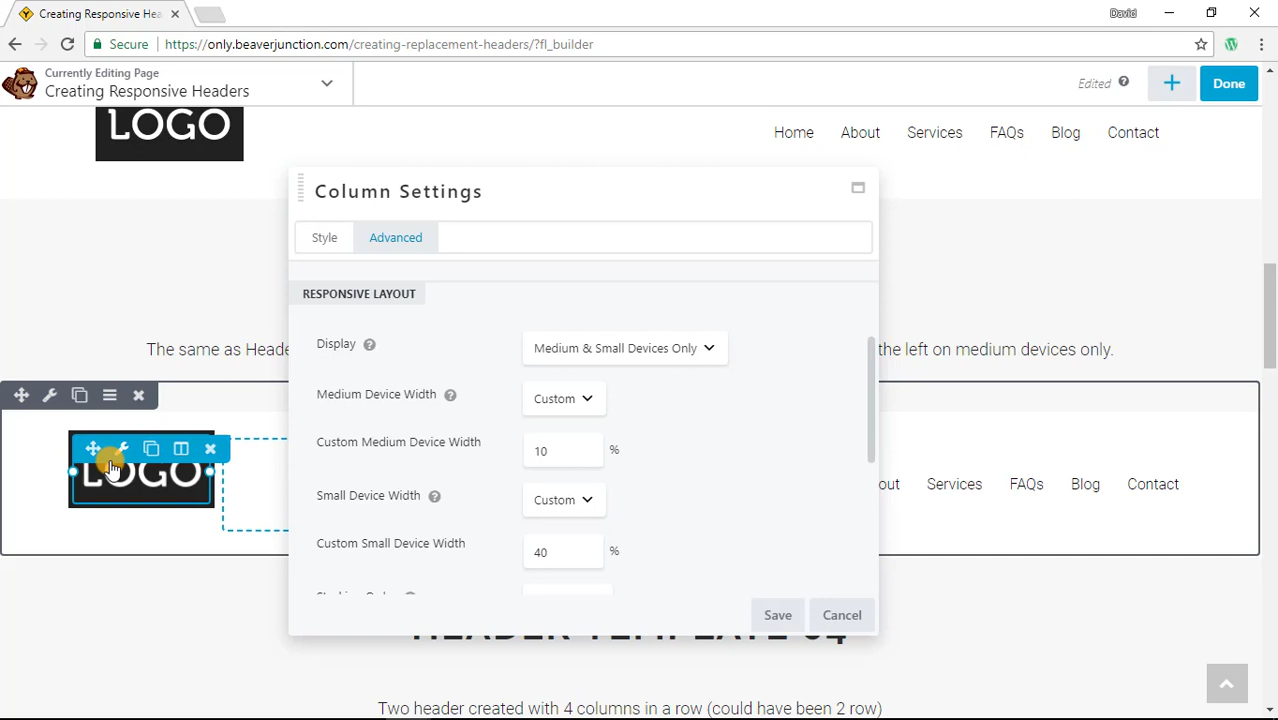 Creating Responsive Hea
David
Secure
https://only.beaverjunction.com/creating-replacement-headers/?fl_builder
Currently Editing Page
Creating Responsive Headers
Edited
Done
LOGO
Home About Services FAQs Blog Contact
Column Settings
Style Advanced
RESPONSIVE LAYOUT
Display
Medium & Small Devices Only
The same as Heade
the left on medium devices only.
Medium Device Width
Custom
Custom Medium Device Width
10 %
LOGO
out Services FAQs Blog Contact
Small Device Width
Custom
Custom Small Device Width
40 %
Save Cancel
Two header created with 4 columns in a row (could have been 2 row)